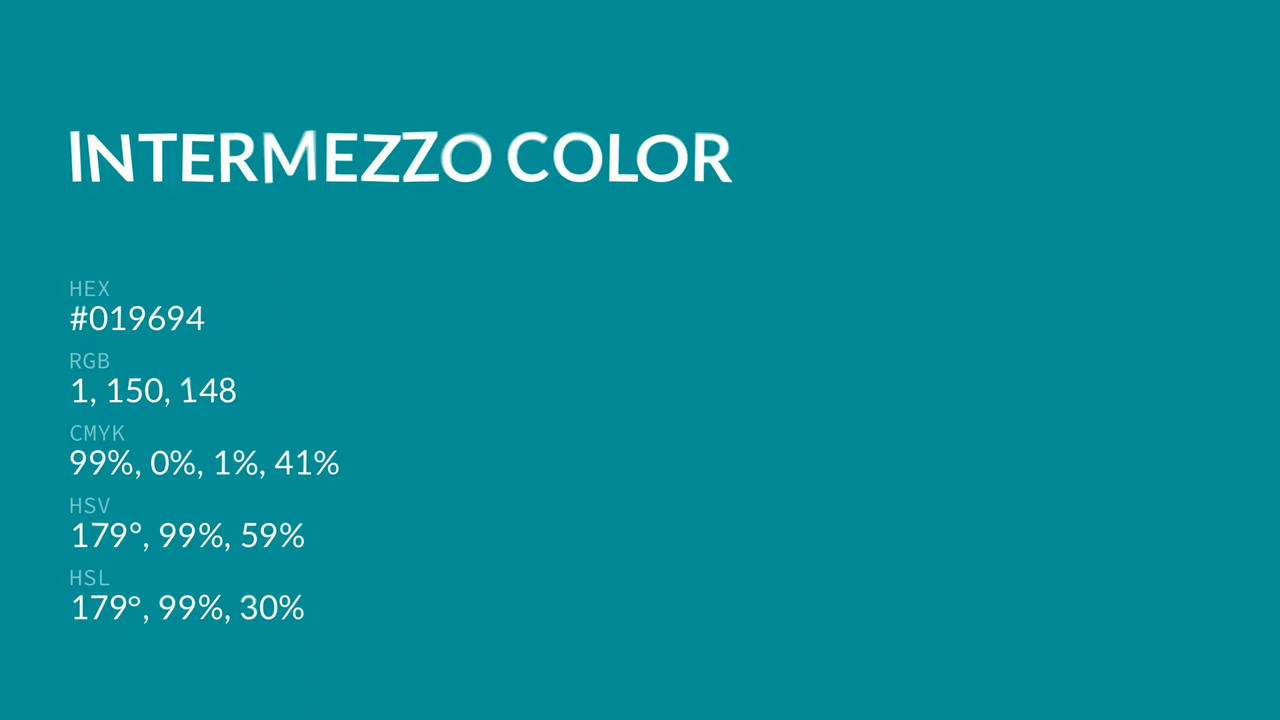 INTERMEZZO COLOR
HEX
#019694
RGB
1, 150, 148
CMYK
99%, 0%, 1%, 41%
HSV
179°, 99%, 59%
HSL
179°, 99%, 30%